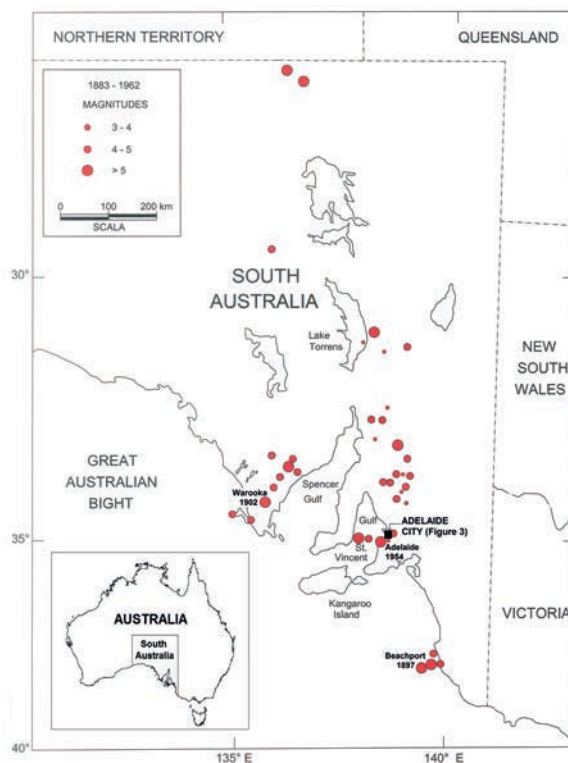 NORTHERN TERRITORY
QUEENSLAND
1883 - 1962
MAGNITUDES
3 - 4
4 - 5
> 5
0 100 200 km
SCALA
30°
SOUTH
AUSTRALIA
Lake
Torrens
NEW
SOUTH
WALES
GREAT
AUSTRALIAN
BIGHT
Warooka
1902
Spencer
Gulf
Gulf
St.
Vincent
ADELAIDE
CITY (Figure 3)
Adelaide
1954
35°
Kangaroo
Island
VICTORIA
AUSTRALIA
South
Australia
Beachport
1897
40°
135° E
140° E